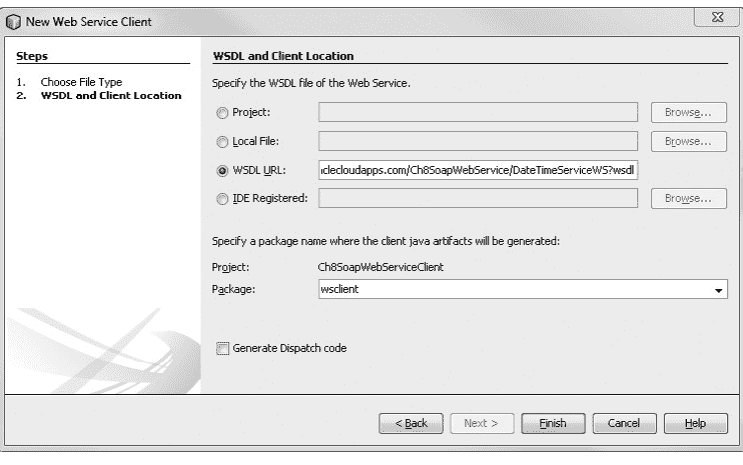 New Web Service Client
Steps
1. Choose File Type
2. WSDL and Client Location
WSDL and Client Location
Specify the WSDL file of the Web Service.
Project:
Browse...
Local File:
Browse...
WSDL URL:
clecloudapps.com/Ch8SoapWebService/DateTimeServiceWS?wsdl
IDE Registered:
Browse...
Specify a package name where the client java artifacts will be generated:
Project: Ch8SoapWebServiceClient
Package: wsclient
Generate Dispatch code
< Back Next > Finish Cancel Help